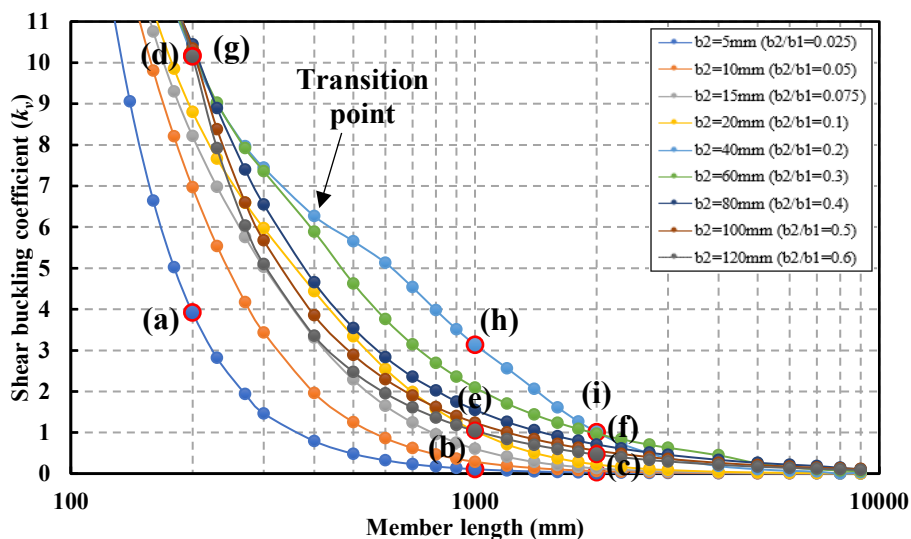 11
10
9
8
7
6
5
4
3
2
1
0
Shear buckling coefficient (kv)
100
1000
10000
Member length (mm)
(d)
(g)
Transition
point
(a)
(h)
(e)
(i)
(b)
(f)
(c)
b2=5mm (b2/b1=0.025)
b2=10mm (b2/b1=0.05)
b2=15mm (b2/b1=0.075)
b2=20mm (b2/b1=0.1)
b2=40mm (b2/b1=0.2)
b2=60mm (b2/b1=0.3)
b2=80mm (b2/b1=0.4)
b2=100mm (b2/b1=0.5)
b2=120mm (b2/b1=0.6)